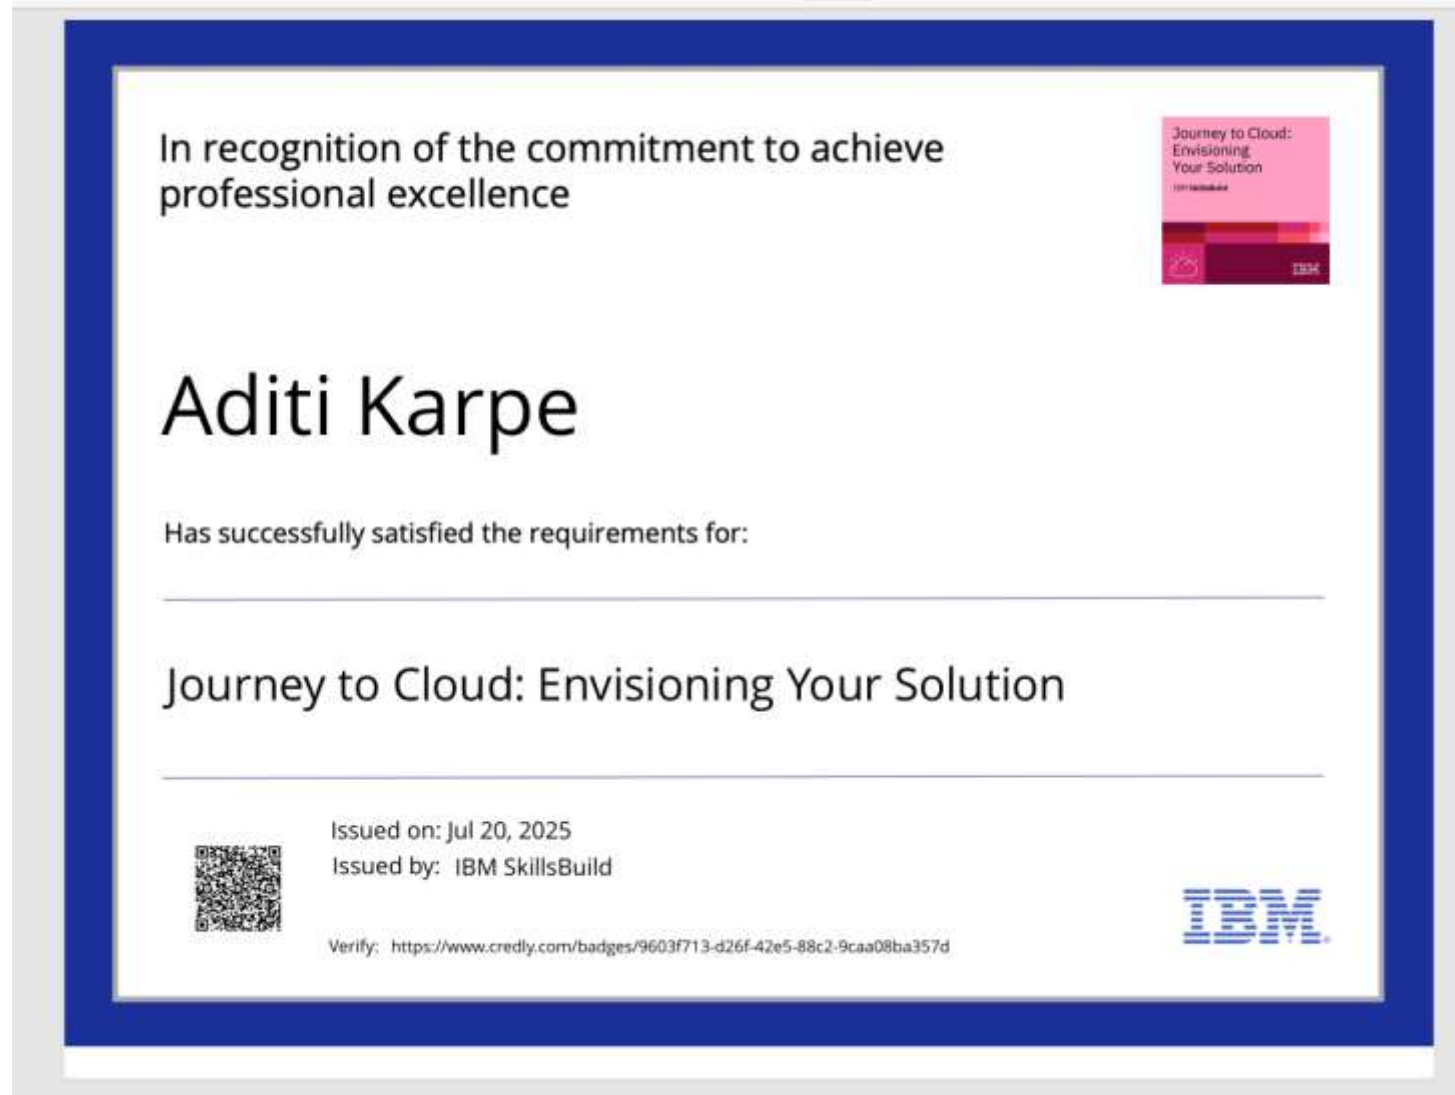 In recognition of the commitment to achieve
professional excellence
Journey to Cloud:
Envisioning
Your Solution
IBM SkillsBuild
IBM
Aditi Karpe
Has successfully satisfied the requirements for:
Journey to Cloud: Envisioning Your Solution
Issued on: Jul 20, 2025
Issued by: IBM SkillsBuild
Verify: https://www.credly.com/badges/9603f713-d26f-42e5-88c2-9caa08ba357d
IBM